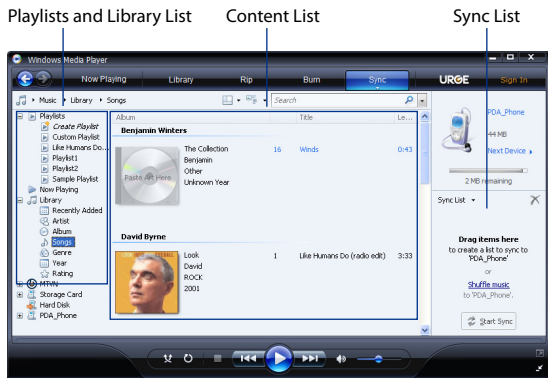 Playlists and Library List Content List Sync List
Windows Media Player
Now Playing Library Rip Burn Sync URGE Sign In
Music Library Songs Search
Playlists
Create Playlist
Custom Playlist
Like Humans Do...
Playlist1
Playlist2
Sample Playlist
Now Playing
Library
Recently Added
Artist
Album
Songs
Genre
Year
Rating
MTVN
Storage Card
Hard Disk
PDA_Phone
Album Title Le...
Benjamin Winters
Paste Art Here
The Collection 16 Winds 0:43
Benjamin
Other
Unknown Year
David Byrne
Look 1 Like Humans Do (radio edit) 3:33
David
ROCK
2001
PDA_Phone
44 MB
Next Device
2 MB remaining
Sync List
Drag items here
to create a list to sync to
'PDA_Phone'
or
Shuffle music
to 'PDA_Phone'.
Start Sync